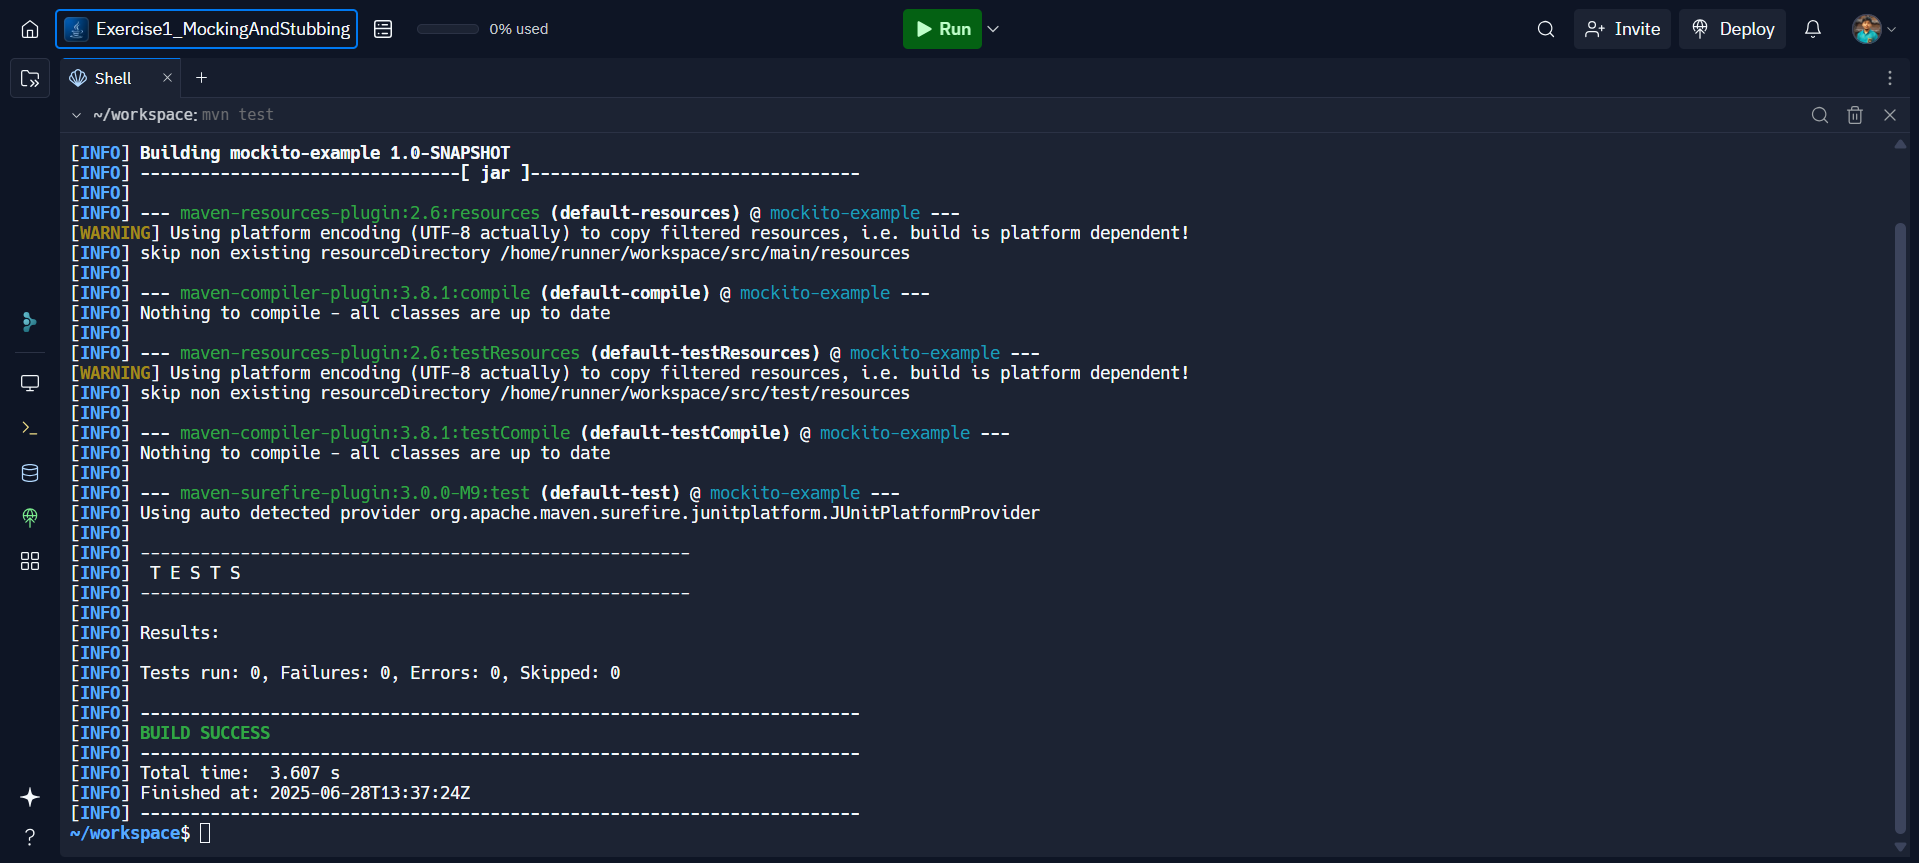 Exercise1_MockingAndStubbing
0% used
Run
Invite
Deploy
Shell
~/workspace: mvn test
[INFO] Building mockito-example 1.0-SNAPSHOT
[INFO] --------------------------------[ jar ]---------------------------------
[INFO]
[INFO] --- maven-resources-plugin:2.6:resources (default-resources) @ mockito-example ---
[WARNING] Using platform encoding (UTF-8 actually) to copy filtered resources, i.e. build is platform dependent!
[INFO] skip non existing resourceDirectory /home/runner/workspace/src/main/resources
[INFO]
[INFO] --- maven-compiler-plugin:3.8.1:compile (default-compile) @ mockito-example ---
[INFO] Nothing to compile - all classes are up to date
[INFO]
[INFO] --- maven-resources-plugin:2.6:testResources (default-testResources) @ mockito-example ---
[WARNING] Using platform encoding (UTF-8 actually) to copy filtered resources, i.e. build is platform dependent!
[INFO] skip non existing resourceDirectory /home/runner/workspace/src/test/resources
[INFO]
[INFO] --- maven-compiler-plugin:3.8.1:testCompile (default-testCompile) @ mockito-example ---
[INFO] Nothing to compile - all classes are up to date
[INFO]
[INFO] --- maven-surefire-plugin:3.0.0-M9:test (default-test) @ mockito-example ---
[INFO] Using auto detected provider org.apache.maven.surefire.junitplatform.JUnitPlatformProvider
[INFO]
[INFO] -------------------------------------------------------
[INFO]  T E S T S
[INFO] -------------------------------------------------------
[INFO]
[INFO] Results:
[INFO]
[INFO] Tests run: 0, Failures: 0, Errors: 0, Skipped: 0
[INFO]
[INFO] ------------------------------------------------------------------------
[INFO] BUILD SUCCESS
[INFO] ------------------------------------------------------------------------
[INFO] Total time:  3.607 s
[INFO] Finished at: 2025-06-28T13:37:24Z
[INFO] ------------------------------------------------------------------------
~/workspace$